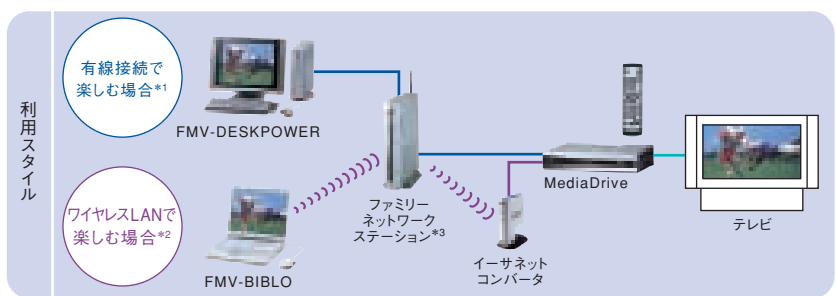 利用スタイル
有線接続で
楽しむ場合*1
FMV-DESKPOWER
ワイヤレスLANで
楽しむ場合*2
FMV-BIBLO
ファミリー
ネットワーク
ステーション*3
イーサネット
コンバータ
MediaDrive
テレビ